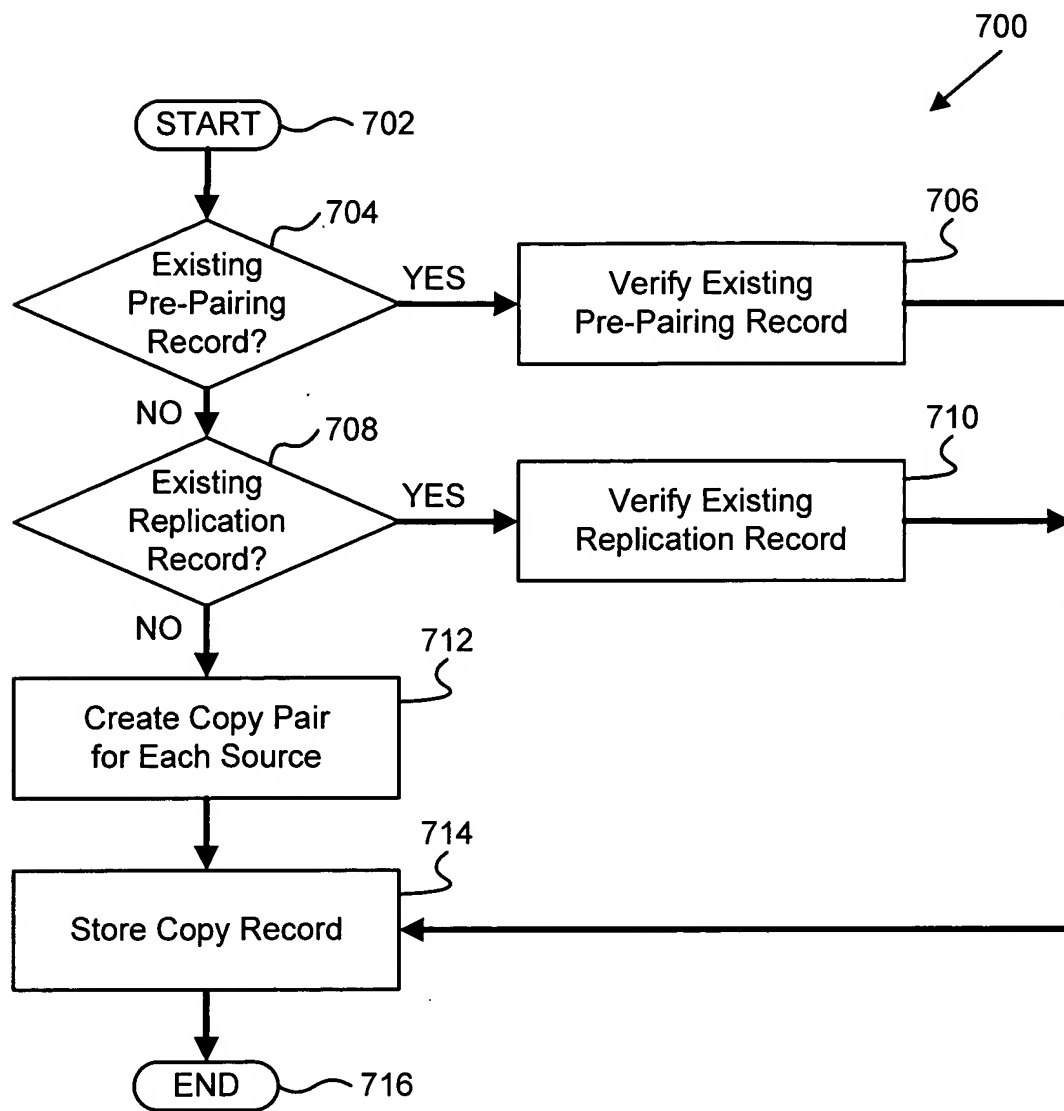 700
START
702
704
Existing
Pre-Pairing
Record?
YES
706
Verify Existing
Pre-Pairing Record
NO
708
Existing
Replication
Record?
YES
710
Verify Existing
Replication Record
NO
712
Create Copy Pair
for Each Source
714
Store Copy Record
END
716